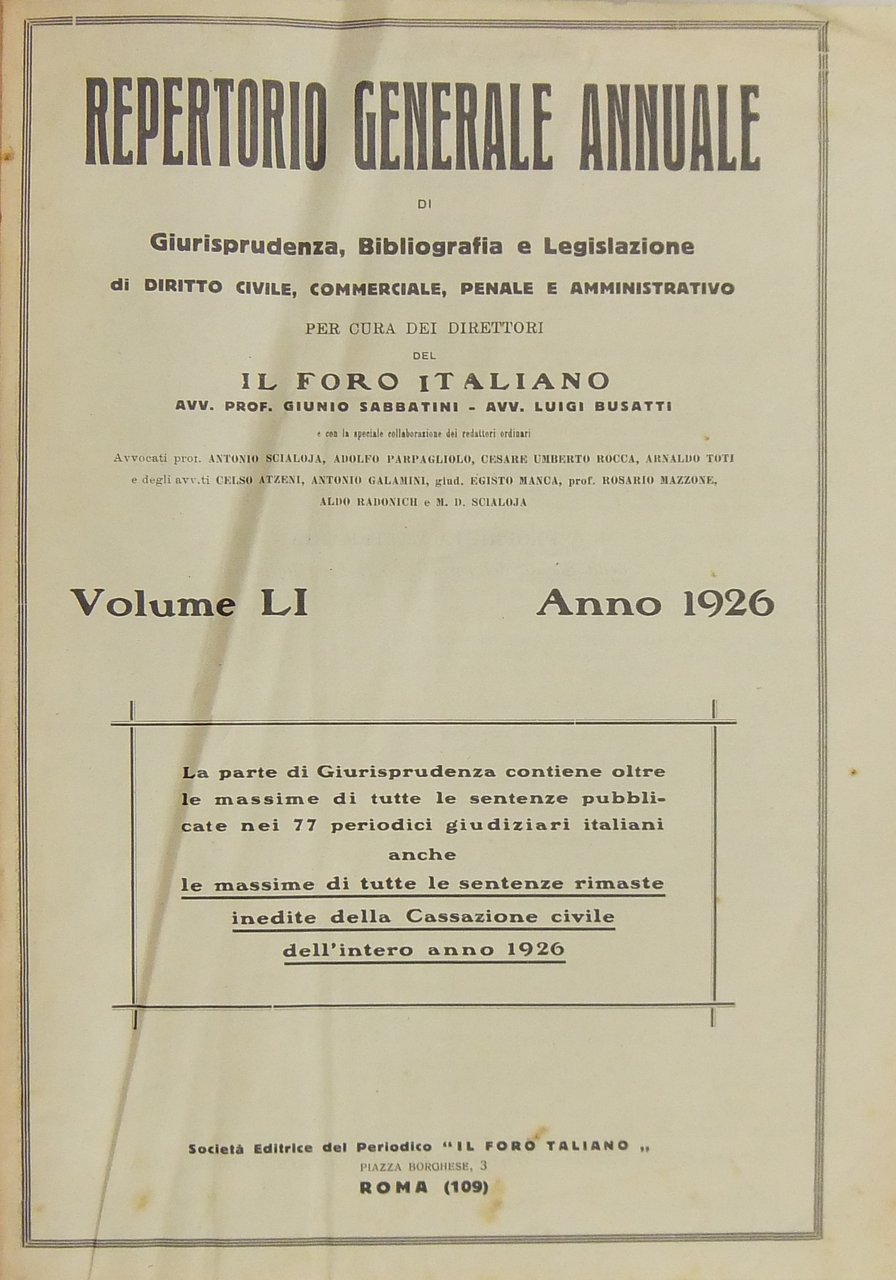 REPERTORIO GENERALE ANNUALE
DI
Giurisprudenza, Bibliografia e Legislazione
di DIRITTO CIVILE, COMMERCIALE, PENALE E AMMINISTRATIVO
PER CURA DEI DIRETTORI
DEL
IL FORO ITALIANO
AVV. PROF. GIUNIO SABBATINI - AVV. LUIGI BUSATTI
e con la speciale collaborazione dei redattori ordinari
Avvocati prof. ANTONIO SCIALOJA, ADOLFO PARPAGLIOLO, CESARE UMBERTO ROCCA, ARNALDO TOTI
e degli avv.ti CELSO ATZENI, ANTONIO GALAMINI, giud. EGISTO MANCA, prof. ROSARIO MAZZONE,
ALDO RADONICH e M. D. SCIALOJA
Volume LI Anno 1926
La parte di Giurisprudenza contiene oltre
le massime di tutte le sentenze pubbli-
cate nei 77 periodici giudiziari italiani
anche
le massime di tutte le sentenze rimaste
inedite della Cassazione civile
dell'intero anno 1926
Società Editrice del Periodico “IL FORO TALIANO „
PIAZZA BORGHESE, 3
ROMA (109)